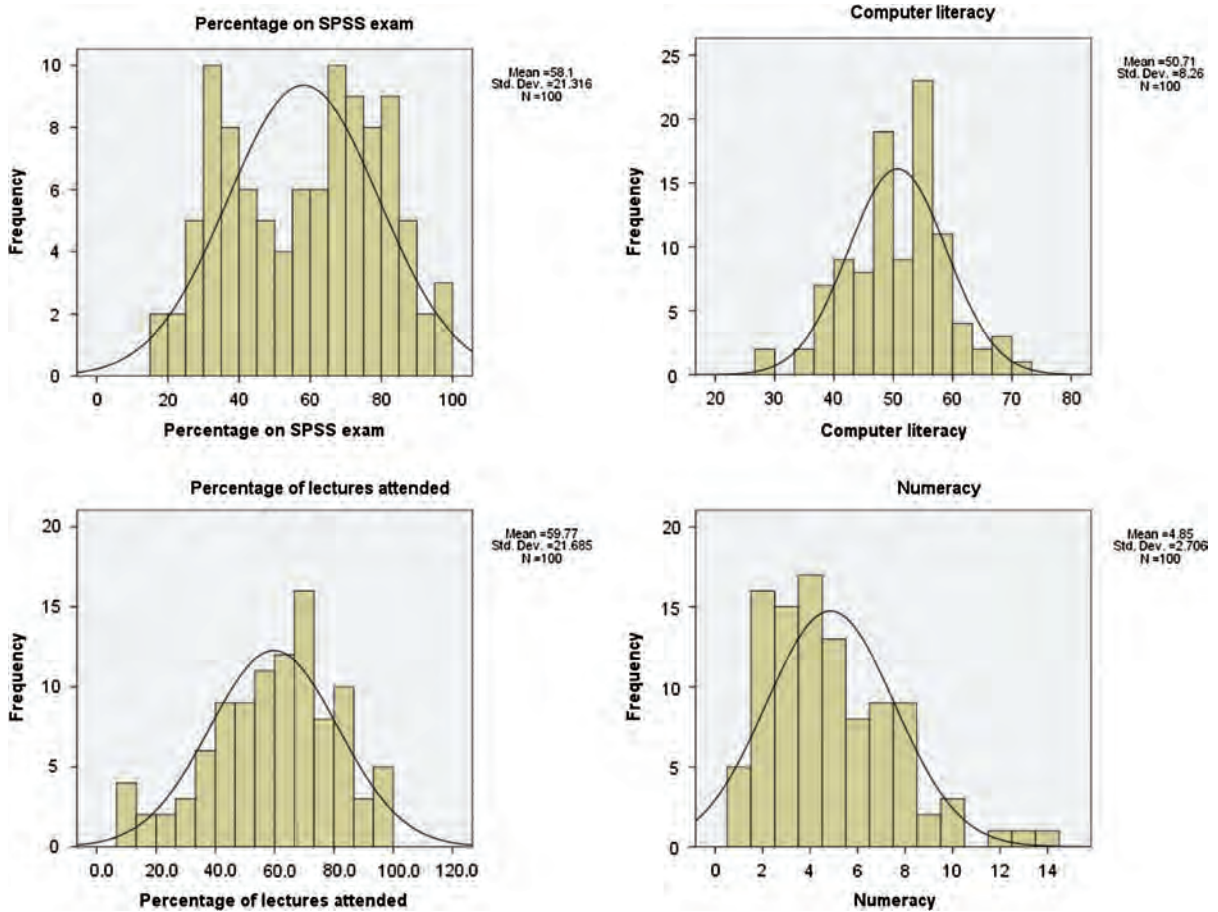 Percentage on SPSS exam
Mean =58.1
Std. Dev. =21.316
N =100
Frequency
10
8
6
4
2
0
0 20 40 60 80 100
Percentage on SPSS exam
Computer literacy
Mean =50.71
Std. Dev. =8.26
N =100
Frequency
25
20
15
10
5
0
20 30 40 50 60 70 80
Computer literacy
Percentage of lectures attended
Mean =59.77
Std. Dev. =21.685
N =100
Frequency
20
15
10
5
0
0.0 20.0 40.0 60.0 80.0 100.0 120.0
Percentage of lectures attended
Numeracy
Mean =4.85
Std. Dev. =2.706
N =100
Frequency
20
15
10
5
0
0 2 4 6 8 10 12 14
Numeracy